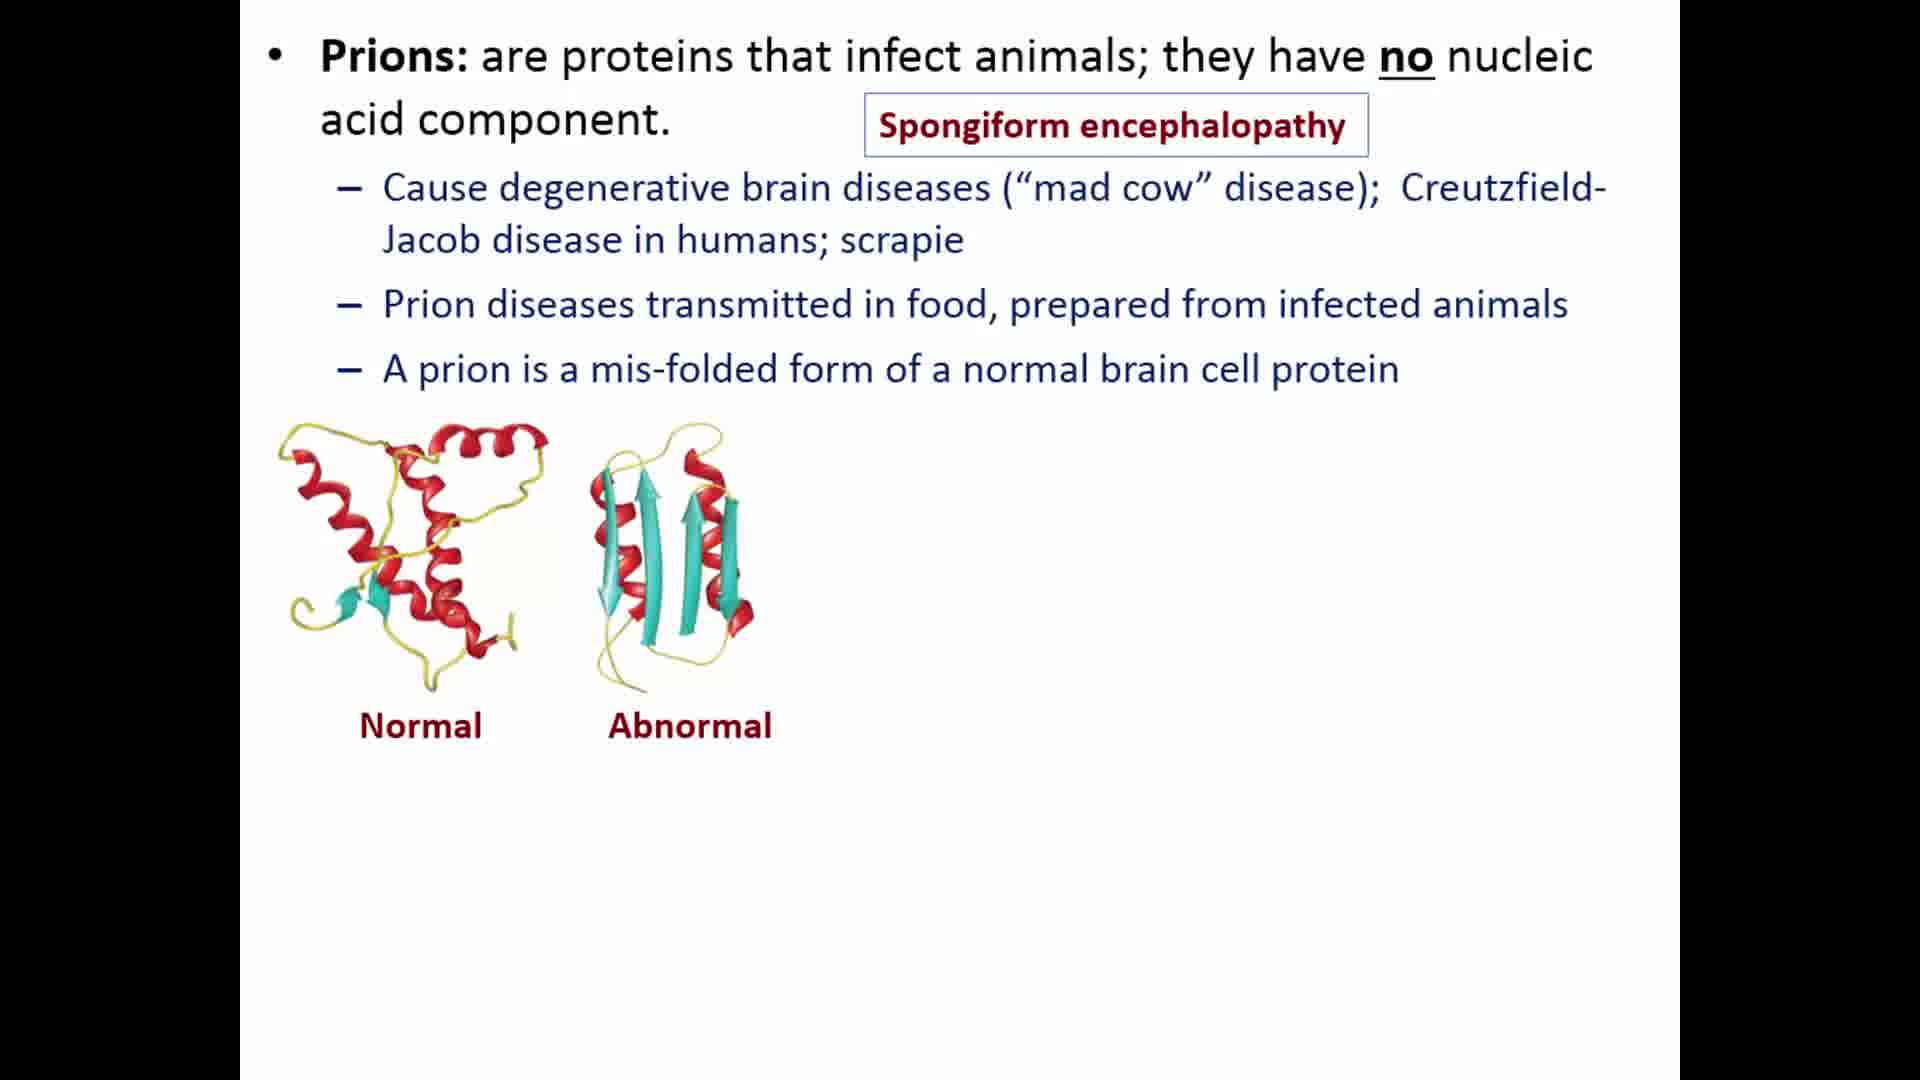 • Prions: are proteins that infect animals; they have no nucleic
acid component.
Spongiform encephalopathy
– Cause degenerative brain diseases (“mad cow” disease); Creutzfield-
Jacob disease in humans; scrapie
– Prion diseases transmitted in food, prepared from infected animals
– A prion is a mis-folded form of a normal brain cell protein
Normal
Abnormal